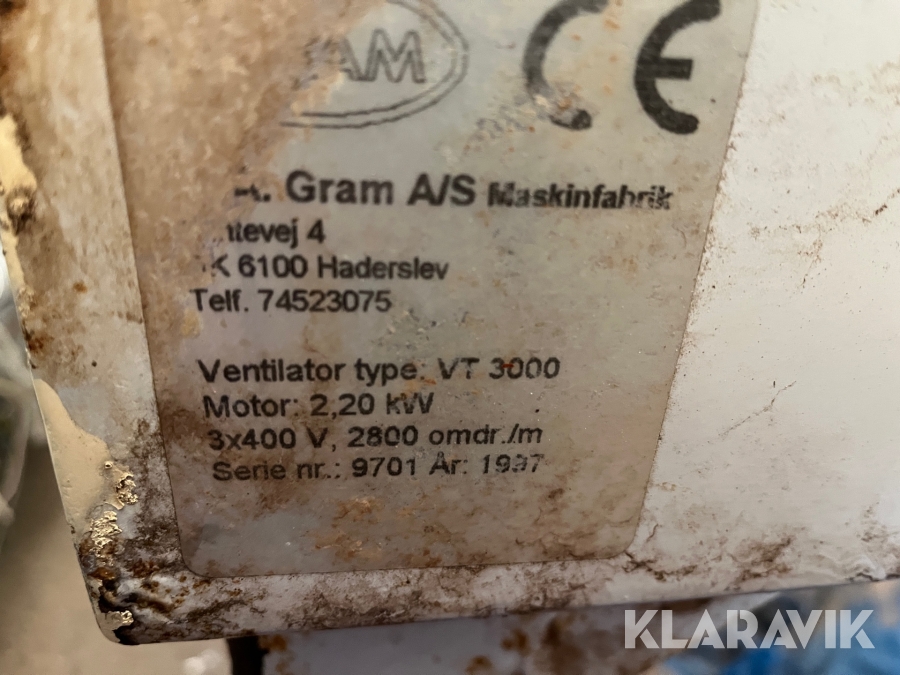 AM
CE
A. Gram A/S Maskinfabrik
tevej 4
K 6100 Haderslev
Telf. 74523075
Ventilator type: VT 3000
Motor: 2,20 kW
3x400 V, 2800 omdr./m
Serie nr.: 9701 År: 1997
KLARAVIK